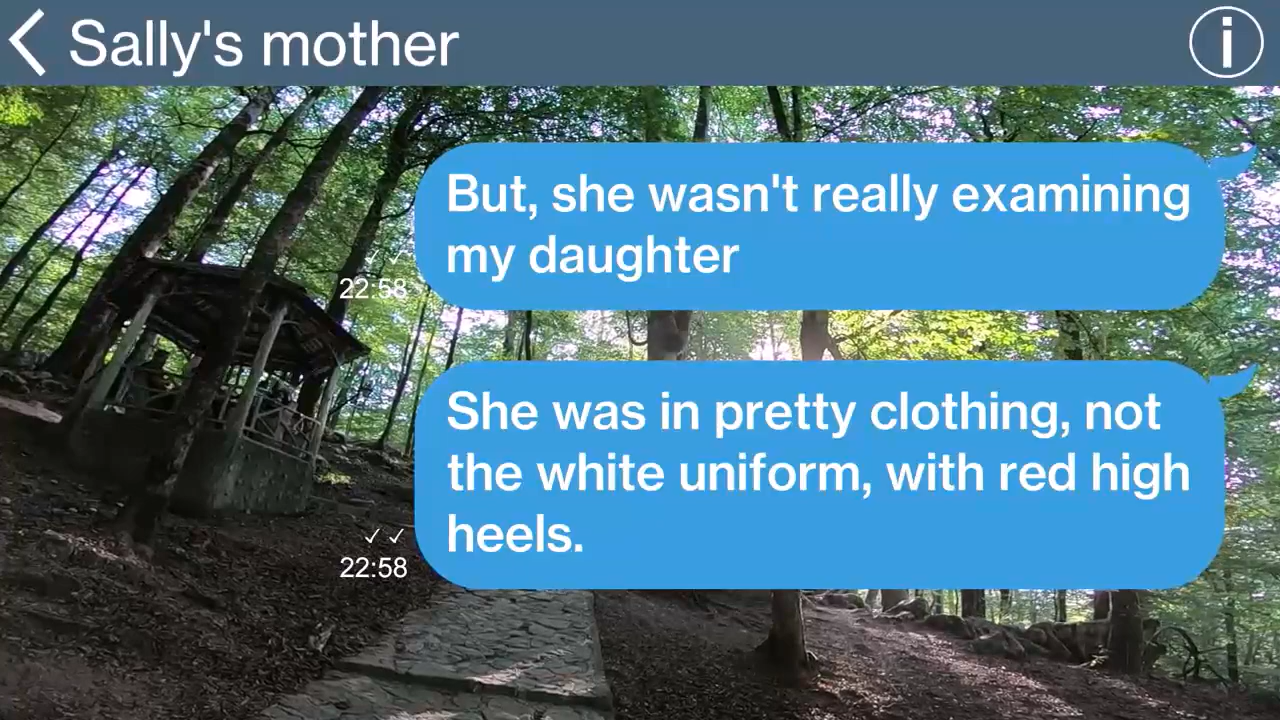 Sally's mother
But, she wasn't really examining
my daughter
✓✓
22:58
She was in pretty clothing, not
the white uniform, with red high
heels.
✓✓
22:58